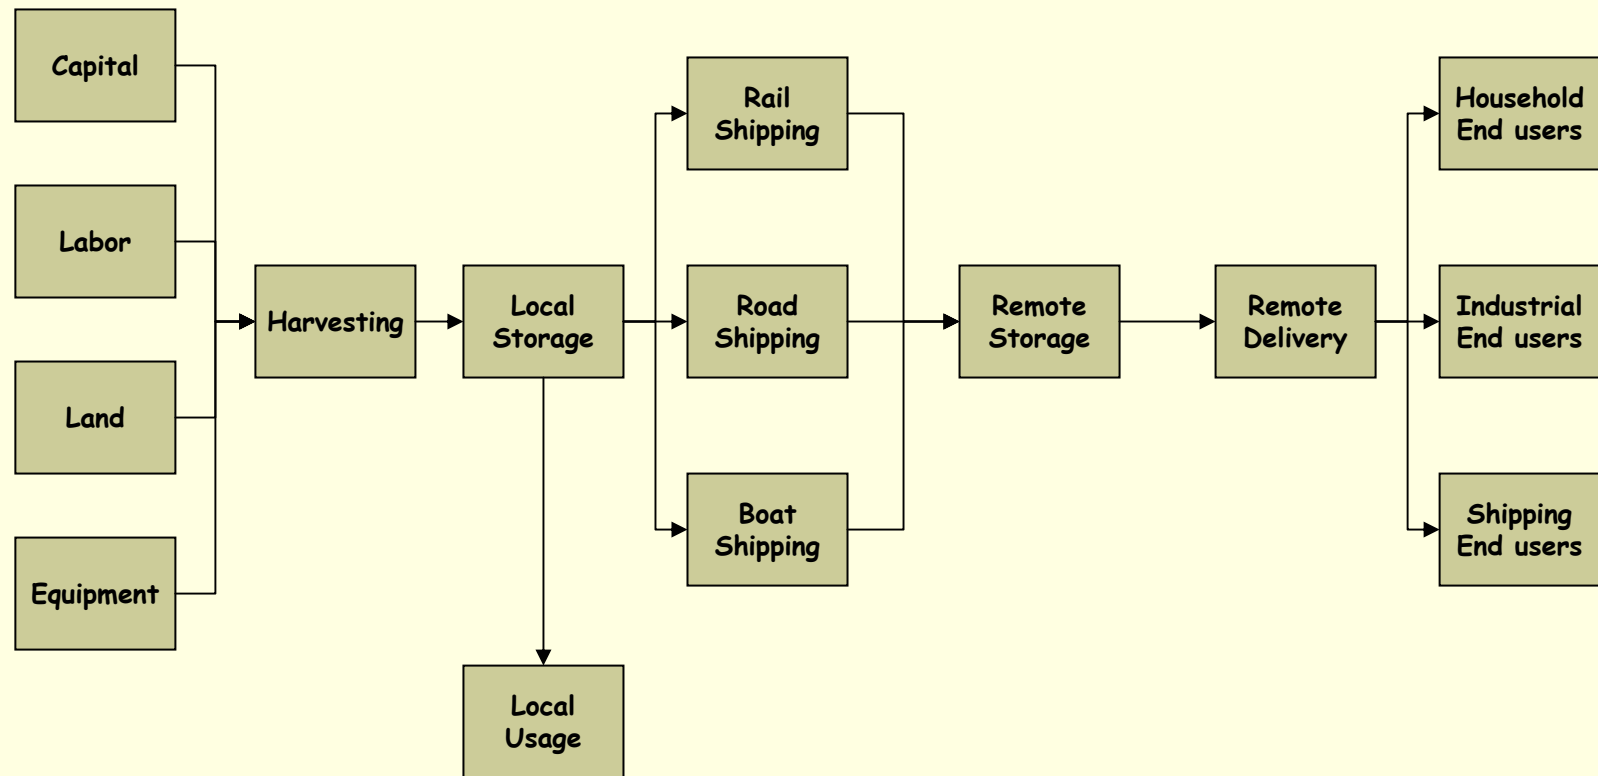 Capital
Labor
Land
Equipment
Harvesting
Local
Storage
Local
Usage
Rail
Shipping
Road
Shipping
Boat
Shipping
Remote
Storage
Remote
Delivery
Household
End users
Industrial
End users
Shipping
End users